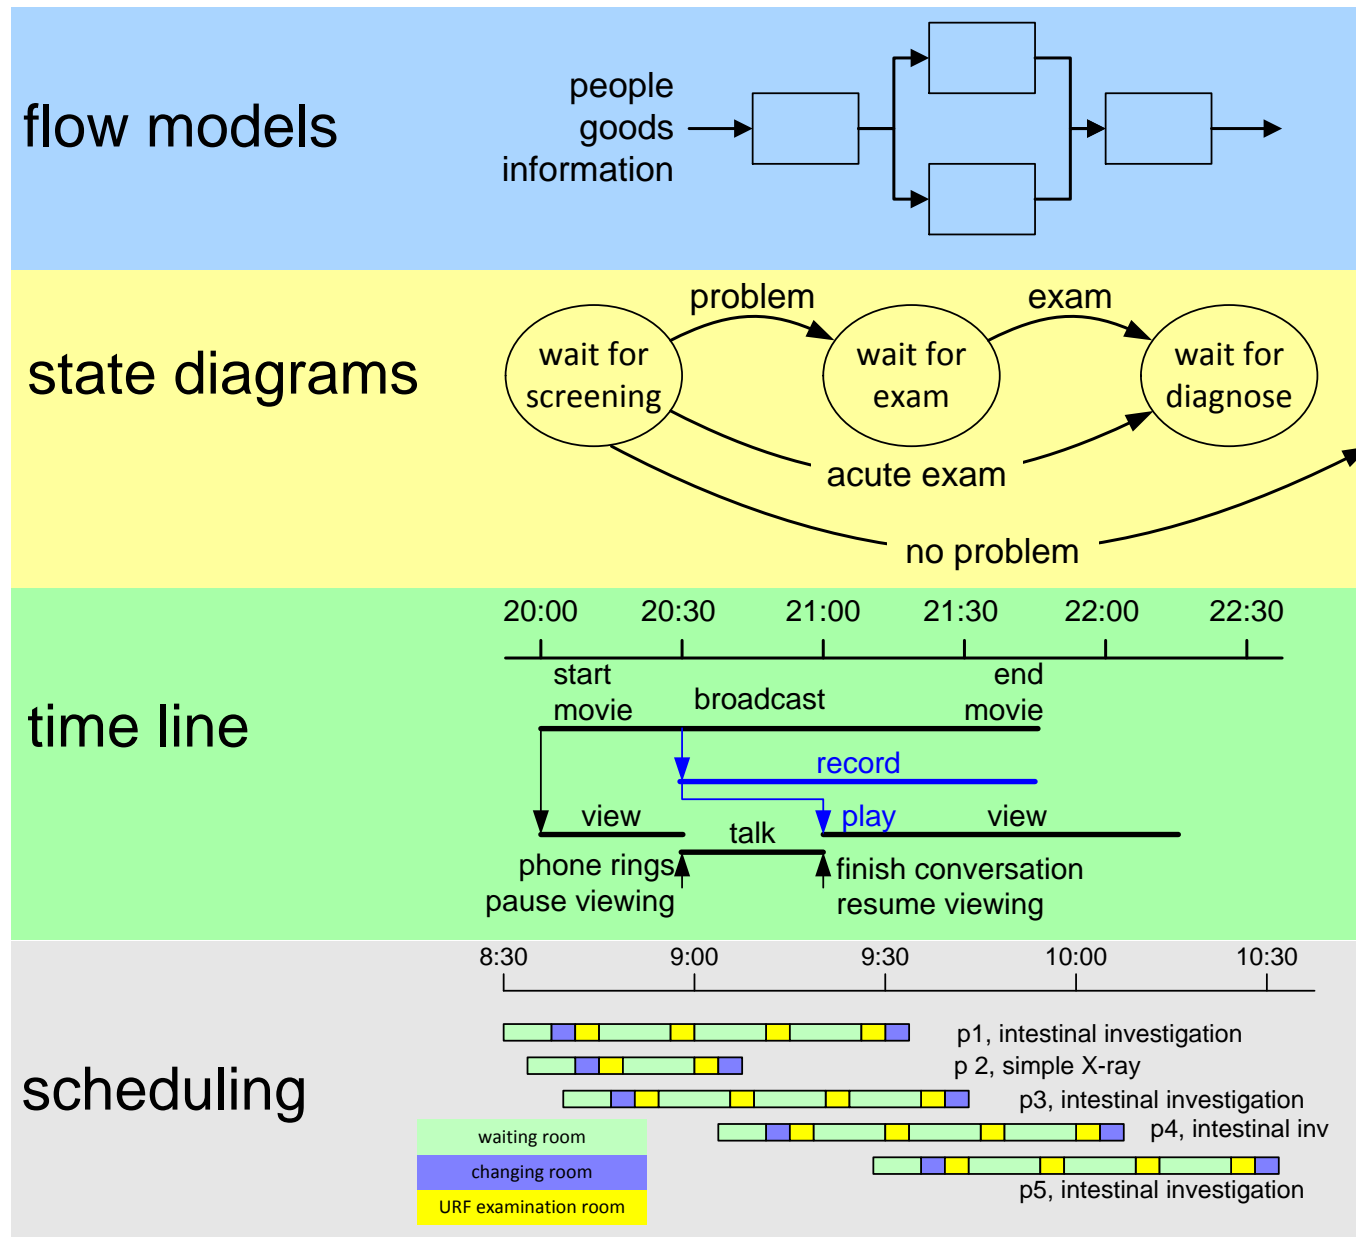 flow models
people
goods
information
state diagrams
problem
exam
wait for
screening
wait for
exam
wait for
diagnose
acute exam
no problem
time line
20:00 20:30 21:00 21:30 22:00 22:30
start
movie
broadcast
end
movie
record
view
talk
play
view
phone rings
pause viewing
finish conversation
resume viewing
scheduling
8:30 9:00 9:30 10:00 10:30
p1, intestinal investigation
p 2, simple X-ray
p3, intestinal investigation
p4, intestinal inv
p5, intestinal investigation
waiting room
changing room
URF examination room